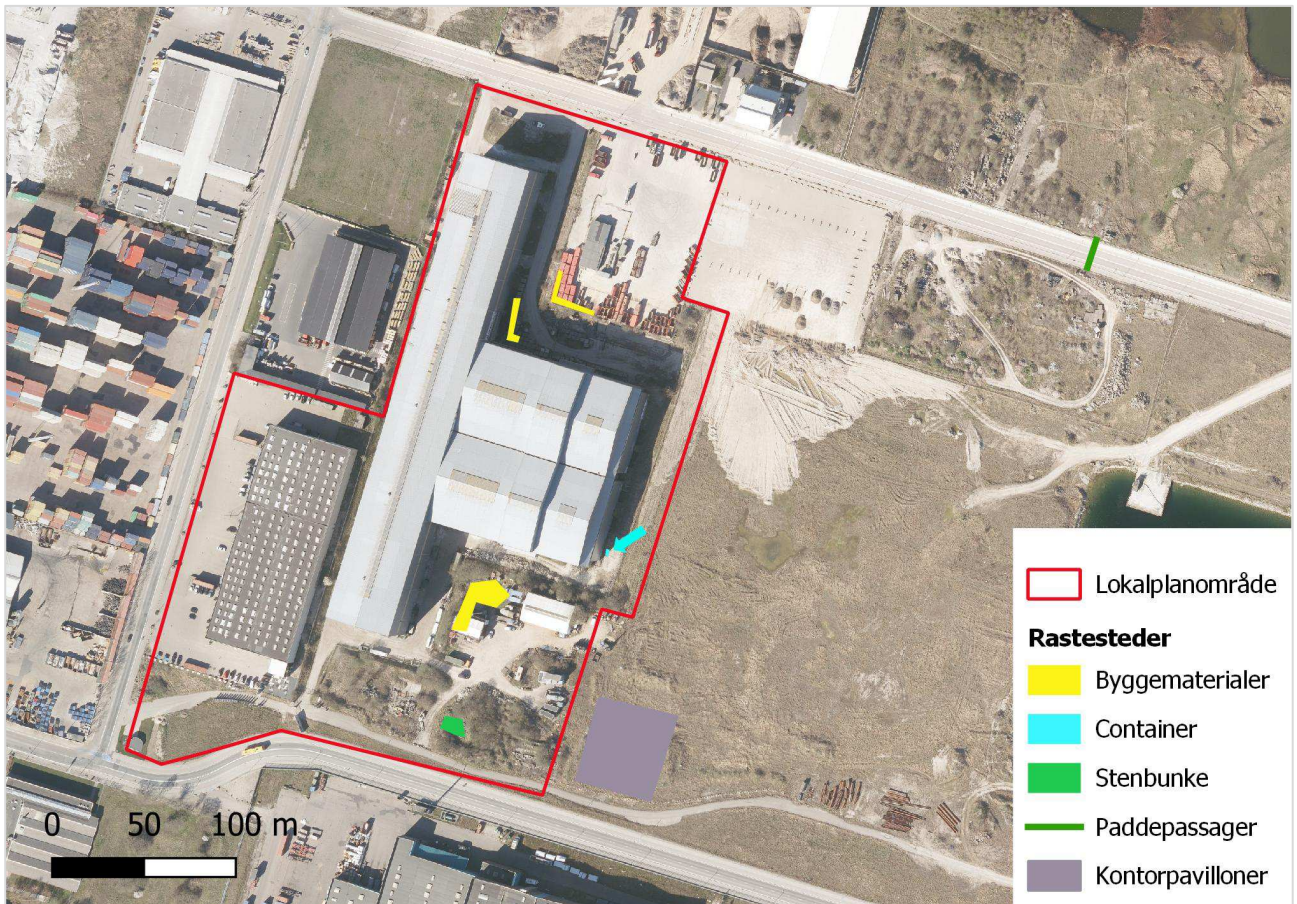 Lokalplanområde
Rastesteder
Byggematerialer
Container
Stenbunke
Paddepassager
Kontorpavilloner
0 50 100 m